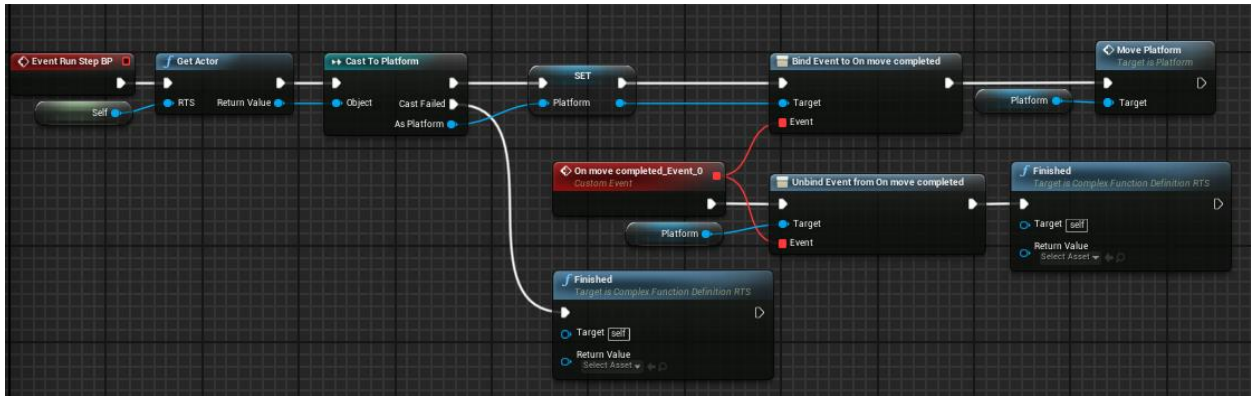 Event Run Step BP
Self
Get Actor
RTS Return Value
Cast To Platform
Object Cast Failed
As Platform
SET
Platform
Bind Event to On move completed
Target
Event
Move Platform
Target is Platform
Platform
Target
On move completed_Event_0
Custom Event
Platform
Unbind Event from On move completed
Target
Event
Finished
Target is Complex Function Definition RTS
Target self
Return Value
Select Asset
Finished
Target is Complex Function Definition RTS
Target self
Return Value
Select Asset